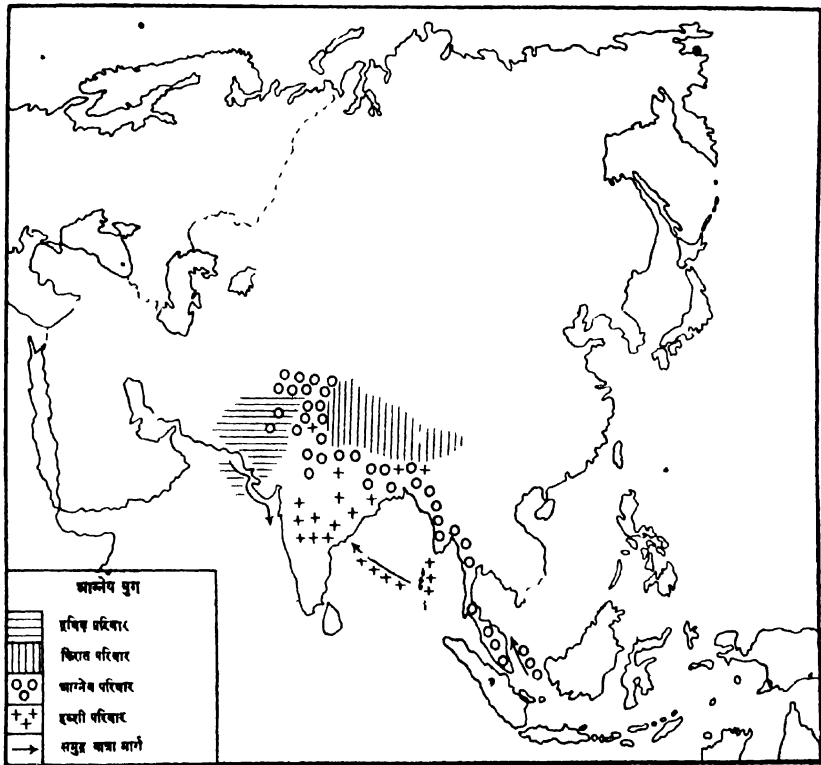 आग्नेय युग
द्रविड़ परिवार
किरात परिवार
आग्नेय परिवार
हब्शी परिवार
समुद्र यात्रा मार्ग